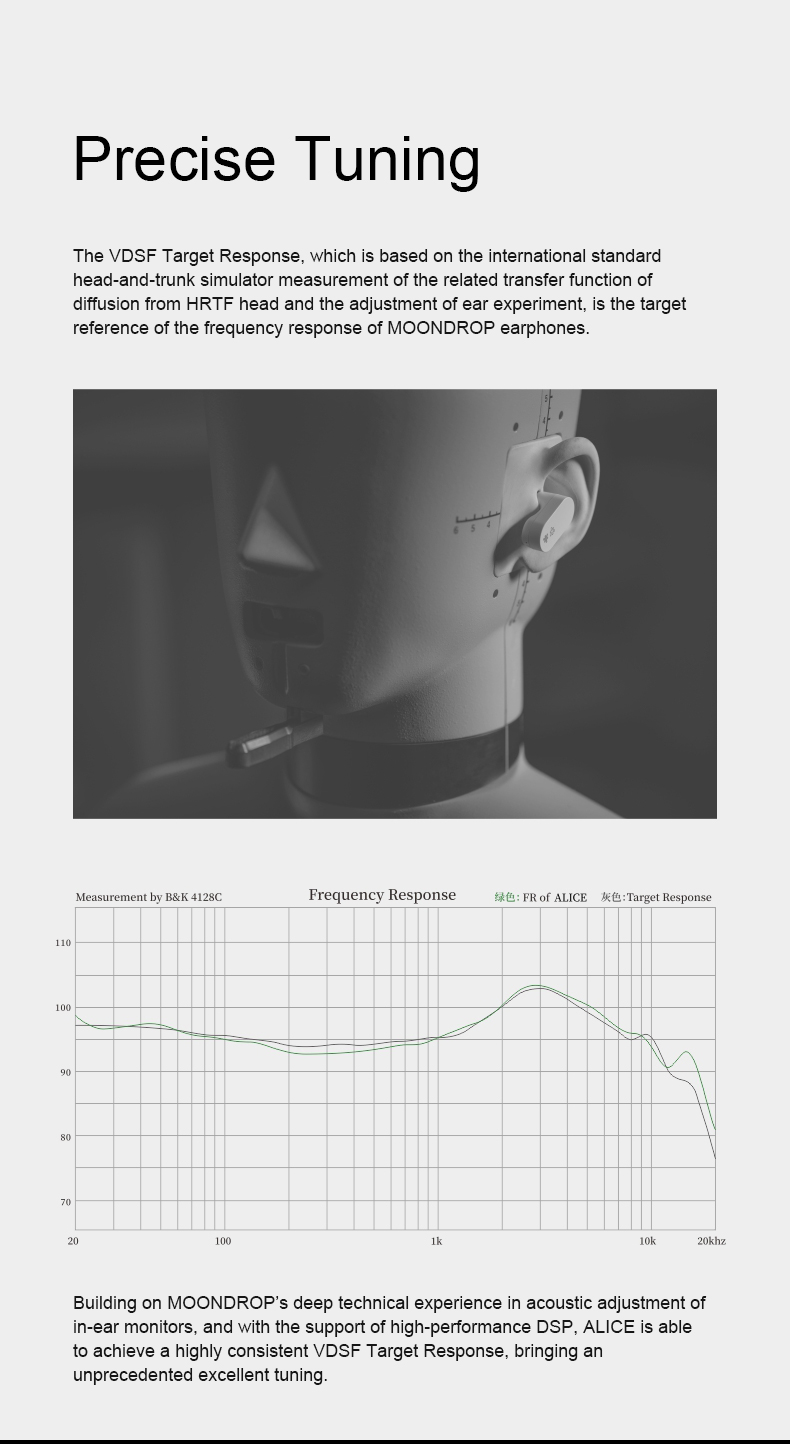 Precise Tuning
The VDSF Target Response, which is based on the international standard
head-and-trunk simulator measurement of the related transfer function of
diffusion from HRTF head and the adjustment of ear experiment, is the target
reference of the frequency response of MOONDROP earphones.
5
4
6 5 4
Measurement by B&K 4128C Frequency Response 绿色: FR of ALICE 灰色:Target Response
110
100
90
80
70
20 100 1k 10k 20khz
Building on MOONDROP’s deep technical experience in acoustic adjustment of
in-ear monitors, and with the support of high-performance DSP, ALICE is able
to achieve a highly consistent VDSF Target Response, bringing an
unprecedented excellent tuning.